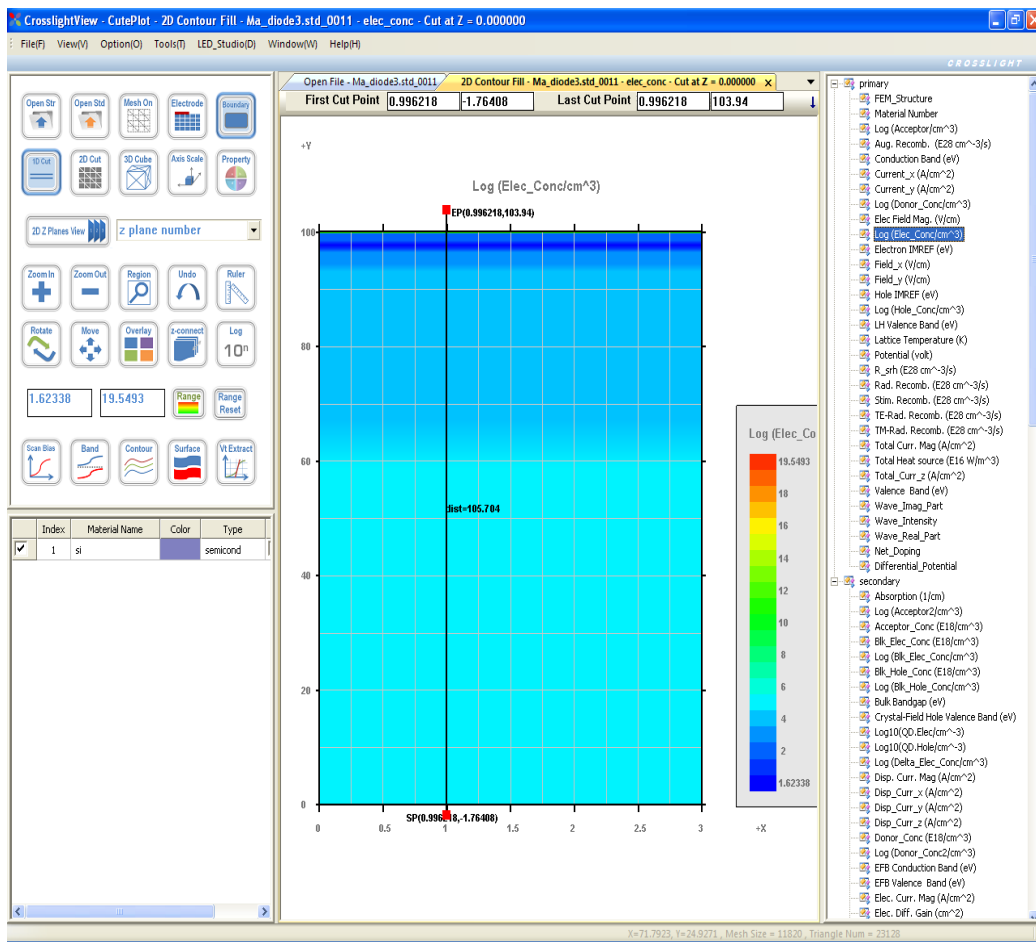 CrosslightView - CutePlot - 2D Contour Fill - Ma_diode3.std_0011 - elec_conc - Cut at Z = 0.000000
File(F) View(V) Option(O) Tools(T) LED_Studio(D) Window(W) Help(H)
CROSSLIGHT
Open File - Ma_diode3.std_0011 2D Contour Fill - Ma_diode3.std_0011 - elec_conc - Cut at Z = 0.000000 x
First Cut Point 0.996218 -1.76408 Last Cut Point 0.996218 103.94
Open Str Open Std Mesh On Electrode Boundary
1D Cut 2D Cut 3D Cube Axis Scale Property
2D Z Planes View z plane number
Zoom In Zoom Out Region Undo Ruler
Rotate Move Overlay z-connect Log
10ⁿ
1.62338 19.5493 Range Range Reset
Scan Bias Band Contour Surface Vt Extract
Index Material Name Color Type
1 si semicond
+Y
Log (Elec_Conc/cm^3)
EP(0.996218,103.94)
100
80
60
40
20
0
dist=105.704
SP(0.996218,-1.76408)
0 0.5 1 1.5 2 2.5 3 +X
Log (Elec_Co
19.5493
18
16
14
12
10
8
6
4
2
1.62338
primary
FEM_Structure
Material Number
Log (Acceptor/cm^3)
Aug. Recomb. (E28 cm^-3/s)
Conduction Band (eV)
Current_x (A/cm^2)
Current_y (A/cm^2)
Log (Donor_Conc/cm^3)
Elec Field Mag. (V/cm)
Log (Elec_Conc/cm^3)
Electron IMREF (eV)
Field_x (V/cm)
Field_y (V/cm)
Hole IMREF (eV)
Log (Hole_Conc/cm^3)
LH Valence Band (eV)
Lattice Temperature (K)
Potential (volt)
R_srh (E28 cm^-3/s)
Rad. Recomb. (E28 cm^-3/s)
Stim. Recomb. (E28 cm^-3/s)
TE-Rad. Recomb. (E28 cm^-3/s)
TM-Rad. Recomb. (E28 cm^-3/s)
Total Curr. Mag (A/cm^2)
Total Heat source (E16 W/m^3)
Total_Curr_z (A/cm^2)
Valence Band (eV)
Wave_Imag_Part
Wave_Intensity
Wave_Real_Part
Net_Doping
Differential_Potential
secondary
Absorption (1/cm)
Log (Acceptor2/cm^3)
Acceptor_Conc (E18/cm^3)
Blk_Elec_Conc (E18/cm^3)
Log (Blk_Elec_Conc/cm^3)
Blk_Hole_Conc (E18/cm^3)
Log (Blk_Hole_Conc/cm^3)
Bulk Bandgap (eV)
Crystal-Field Hole Valence Band (eV)
Log10(QD.Elec/cm^-3)
Log10(QD.Hole/cm^-3)
Log (Delta_Elec_Conc/cm^3)
Disp. Curr. Mag (A/cm^2)
Disp_Curr_x (A/cm^2)
Disp_Curr_y (A/cm^2)
Disp_Curr_z (A/cm^2)
Donor_Conc (E18/cm^3)
Log (Donor_Conc2/cm^3)
EFB Conduction Band (eV)
EFB Valence Band (eV)
Elec. Curr. Mag (A/cm^2)
Elec. Diff. Gain (cm^2)
X=71.7923, Y=24.9271 , Mesh Size = 11820, Triangle Num = 23128